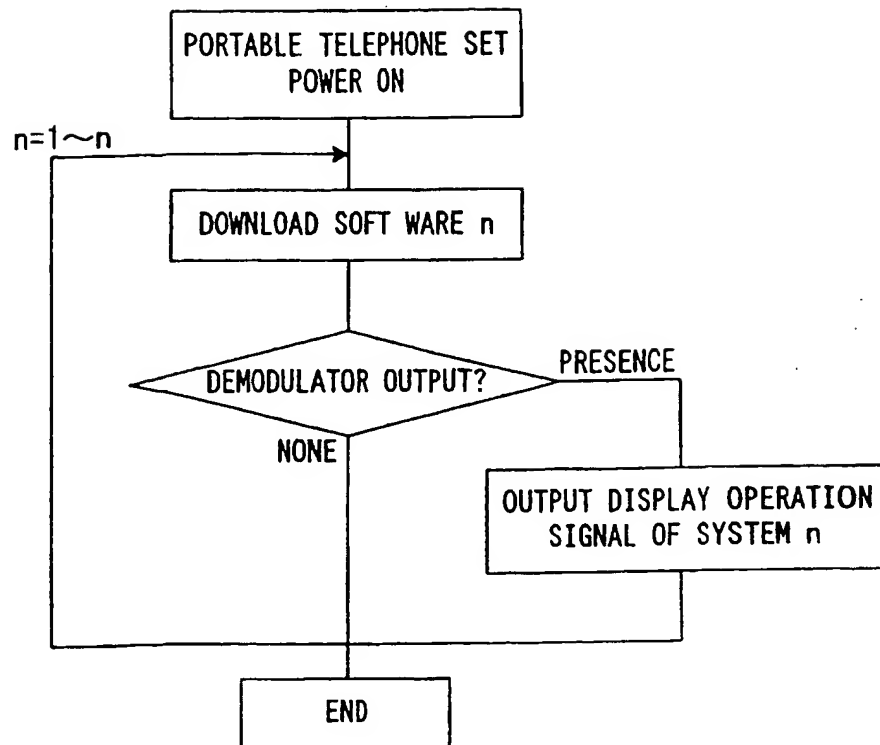 PORTABLE TELEPHONE SET
POWER ON
n=1～n
DOWNLOAD SOFT WARE n
DEMODULATOR OUTPUT?
PRESENCE
NONE
OUTPUT DISPLAY OPERATION
SIGNAL OF SYSTEM n
END